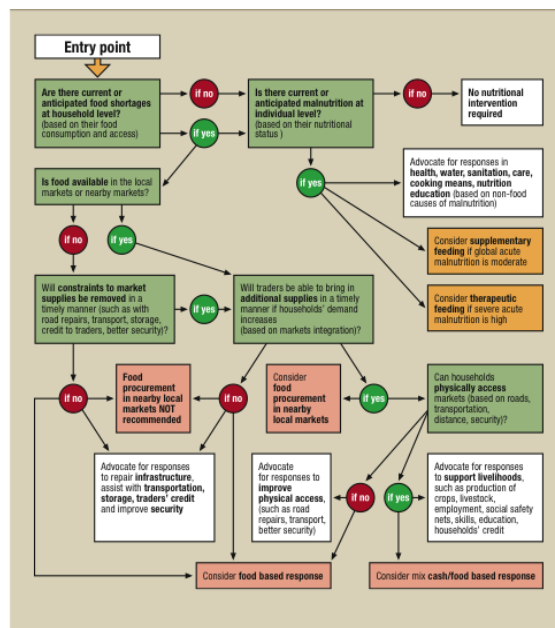 Entry point
Are there current or
anticipated food shortages
at household level?
(based on their food
consumption and access)
if no
if yes
Is there current or
anticipated malnutrition at
individual level?
(based on their nutritional
status )
if no
No nutritional
intervention
required
if yes
Advocate for responses in
health, water, sanitation, care,
cooking means, nutrition
education (based on non-food
causes of malnutrition)
Is food available in the local
markets or nearby markets?
if no
if yes
Consider supplementary
feeding if global acute
malnutrition is moderate
Consider therapeutic
feeding if severe acute
malnutrition is high
Will constraints to market
supplies be removed in a
timely manner (such as with
road repairs, transport, storage,
credit to traders, better security)?
if yes
Will traders be able to bring in
additional supplies in a timely
manner if households' demand
increases
(based on markets integration)?
if no
Food
procurement
in nearby local
markets NOT
recommended
if no
Consider
food
procurement
in nearby
local markets
if yes
Can households
physically access
markets (based on roads,
transportation,
distance, security)?
Advocate for responses
to repair infrastructure,
assist with transportation,
storage, traders' credit
and improve security
Advocate
for responses to
improve
physical access,
(such as road
repairs, transport,
better security)
if no
if yes
Advocate for responses
to support livelihoods,
such as production of
crops, livestock,
employment, social safety
nets, skills, education,
households' credit
Consider food based response
Consider mix cash/food based response